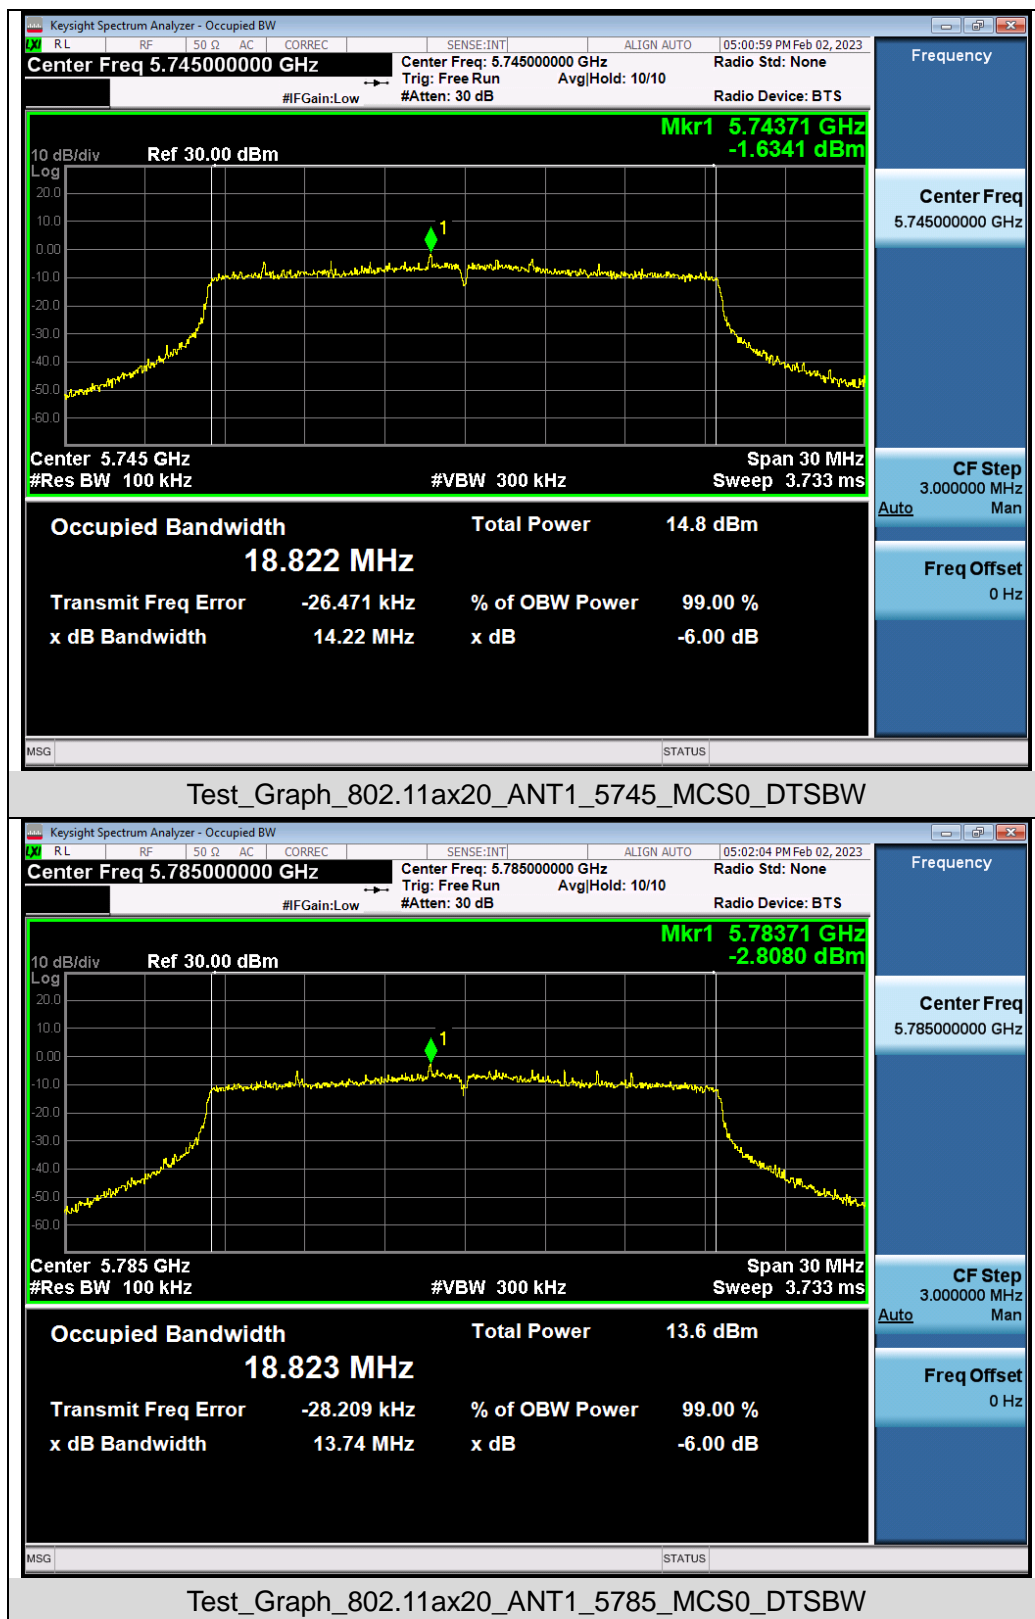 Keysight Spectrum Analyzer - Occupied BW
LXI RL RF 50 Ω AC CORREC SENSE:INT ALIGN AUTO 05:00:59 PM Feb 02, 2023
Center Freq 5.745000000 GHz
Center Freq: 5.745000000 GHz
Radio Std: None
Trig: Free Run Avg|Hold: 10/10
#IFGain:Low
#Atten: 30 dB
Radio Device: BTS
Frequency
Mkr1 5.74371 GHz
-1.6341 dBm
10 dB/div Ref 30.00 dBm
Log
20.0
10.0
0.00
-10.0
-20.0
-30.0
-40.0
-50.0
-60.0
1
Center Freq
5.745000000 GHz
Center 5.745 GHz Span 30 MHz
#Res BW 100 kHz #VBW 300 kHz Sweep 3.733 ms
CF Step
3.000000 MHz
Auto Man
Freq Offset
0 Hz
Occupied Bandwidth Total Power 14.8 dBm
18.822 MHz
Transmit Freq Error -26.471 kHz % of OBW Power 99.00 %
x dB Bandwidth 14.22 MHz x dB -6.00 dB
MSG STATUS
Test_Graph_802.11ax20_ANT1_5745_MCS0_DTSBW
Keysight Spectrum Analyzer - Occupied BW
LXI RL RF 50 Ω AC CORREC SENSE:INT ALIGN AUTO 05:02:04 PM Feb 02, 2023
Center Freq 5.785000000 GHz
Center Freq: 5.785000000 GHz
Radio Std: None
Trig: Free Run Avg|Hold: 10/10
#IFGain:Low
#Atten: 30 dB
Radio Device: BTS
Frequency
Mkr1 5.78371 GHz
-2.8080 dBm
10 dB/div Ref 30.00 dBm
Log
20.0
10.0
0.00
-10.0
-20.0
-30.0
-40.0
-50.0
-60.0
1
Center Freq
5.785000000 GHz
Center 5.785 GHz Span 30 MHz
#Res BW 100 kHz #VBW 300 kHz Sweep 3.733 ms
CF Step
3.000000 MHz
Auto Man
Freq Offset
0 Hz
Occupied Bandwidth Total Power 13.6 dBm
18.823 MHz
Transmit Freq Error -28.209 kHz % of OBW Power 99.00 %
x dB Bandwidth 13.74 MHz x dB -6.00 dB
MSG STATUS
Test_Graph_802.11ax20_ANT1_5785_MCS0_DTSBW